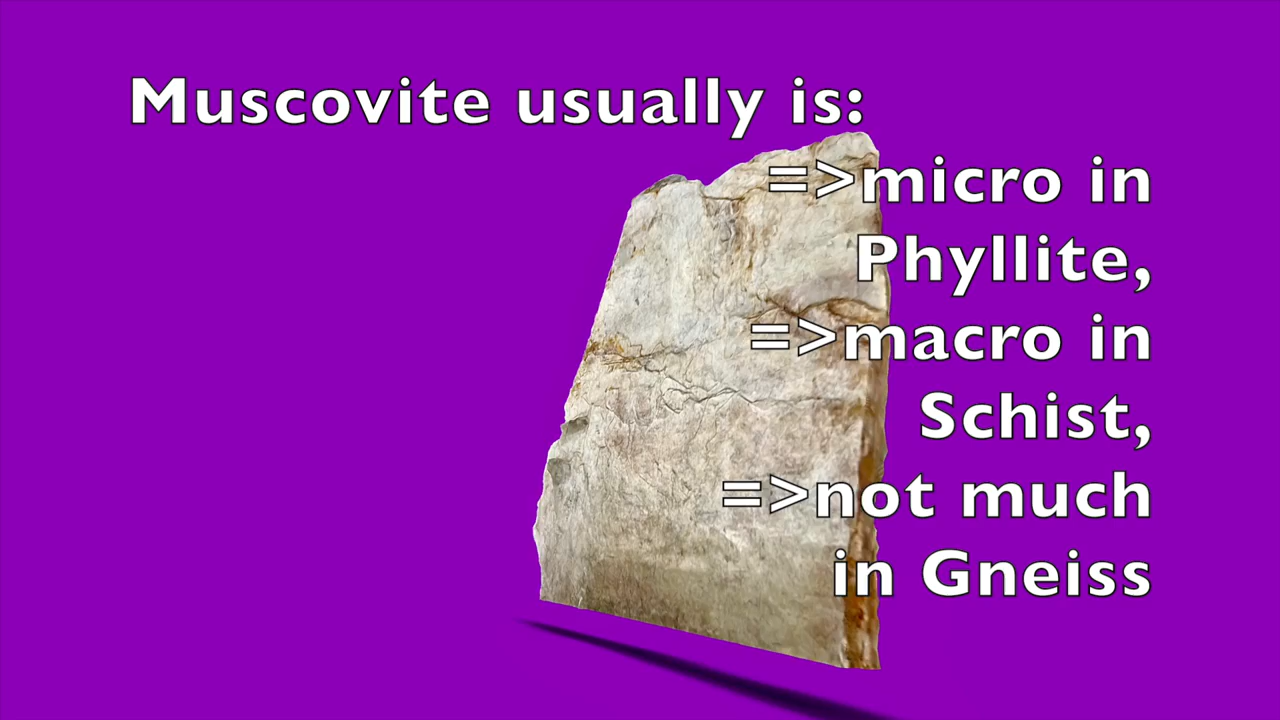 Muscovite usually is:
=>micro in
Phyllite,
=>macro in
Schist,
=>not much
in Gneiss